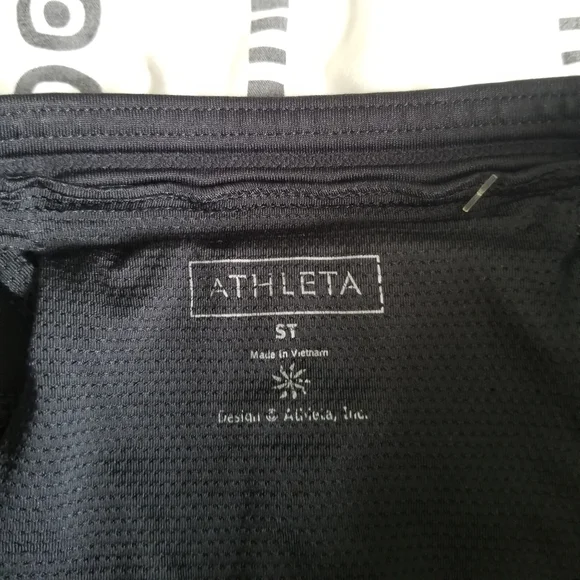 ATHLETA
ST
Made in Vietnam
Design © Athleta, Inc.